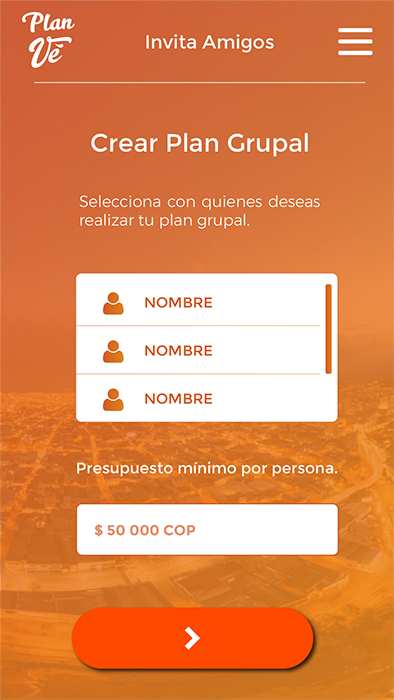 Plan
Vé
Invita Amigos
Crear Plan Grupal
Selecciona con quienes deseas
realizar tu plan grupal.
NOMBRE
NOMBRE
NOMBRE
Presupuesto mínimo por persona.
$ 50 000 COP